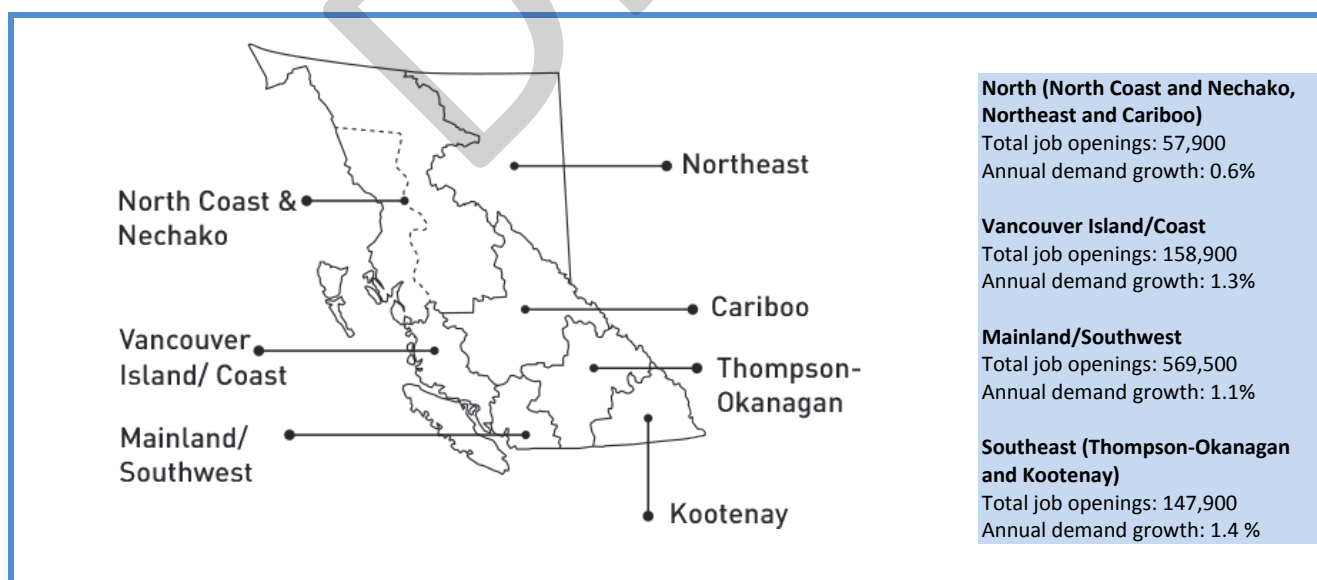 Northeast
North Coast &
Nechako
Cariboo
Vancouver
Island/ Coast
Thompson-
Okanagan
Mainland/
Southwest
Kootenay
North (North Coast and Nechako,
Northeast and Cariboo)
Total job openings: 57,900
Annual demand growth: 0.6%
Vancouver Island/Coast
Total job openings: 158,900
Annual demand growth: 1.3%
Mainland/Southwest
Total job openings: 569,500
Annual demand growth: 1.1%
Southeast (Thompson-Okanagan
and Kootenay)
Total job openings: 147,900
Annual demand growth: 1.4 %